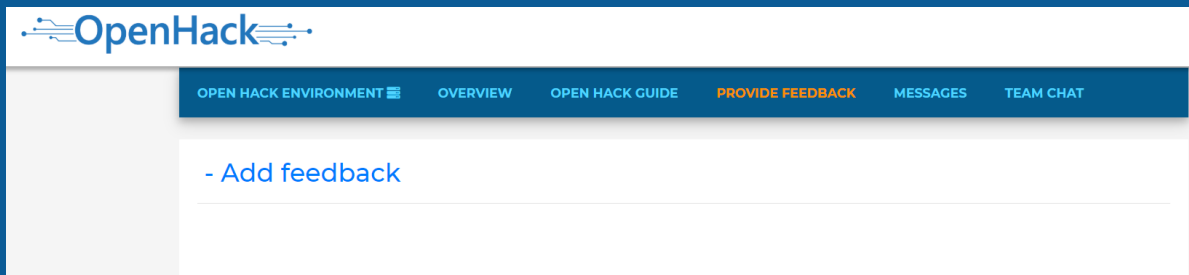 OpenHack
OPEN HACK ENVIRONMENT OVERVIEW OPEN HACK GUIDE PROVIDE FEEDBACK MESSAGES TEAM CHAT
- Add feedback